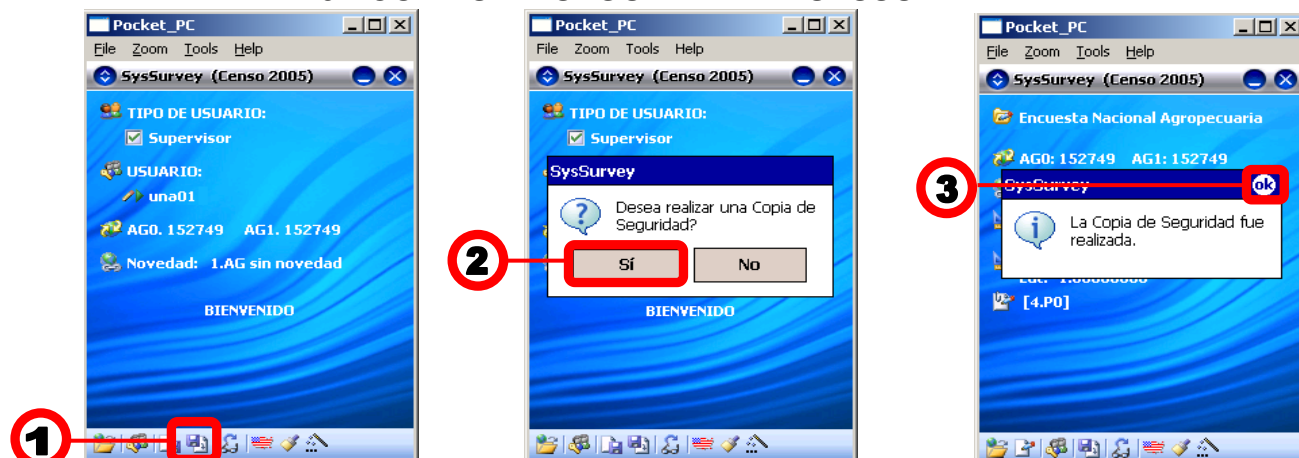 Pocket_PC
File Zoom Tools Help
SysSurvey (Censo 2005)
TIPO DE USUARIO:
Supervisor
USUARIO:
una01
AG0. 152749 AG1. 152749
Novedad: 1.AG sin novedad
BIENVENIDO
1
Pocket_PC
File Zoom Tools Help
SysSurvey (Censo 2005)
TIPO DE USUARIO:
Supervisor
SysSurvey
Desea realizar una Copia de
Seguridad?
2
Sí No
BIENVENIDO
Pocket_PC
File Zoom Tools Help
SysSurvey (Censo 2005)
Encuesta Nacional Agropecuaria
AG0: 152749 AG1: 152749
3
SysSurvey ok
La Copia de Seguridad fue
realizada.
[4.P0]